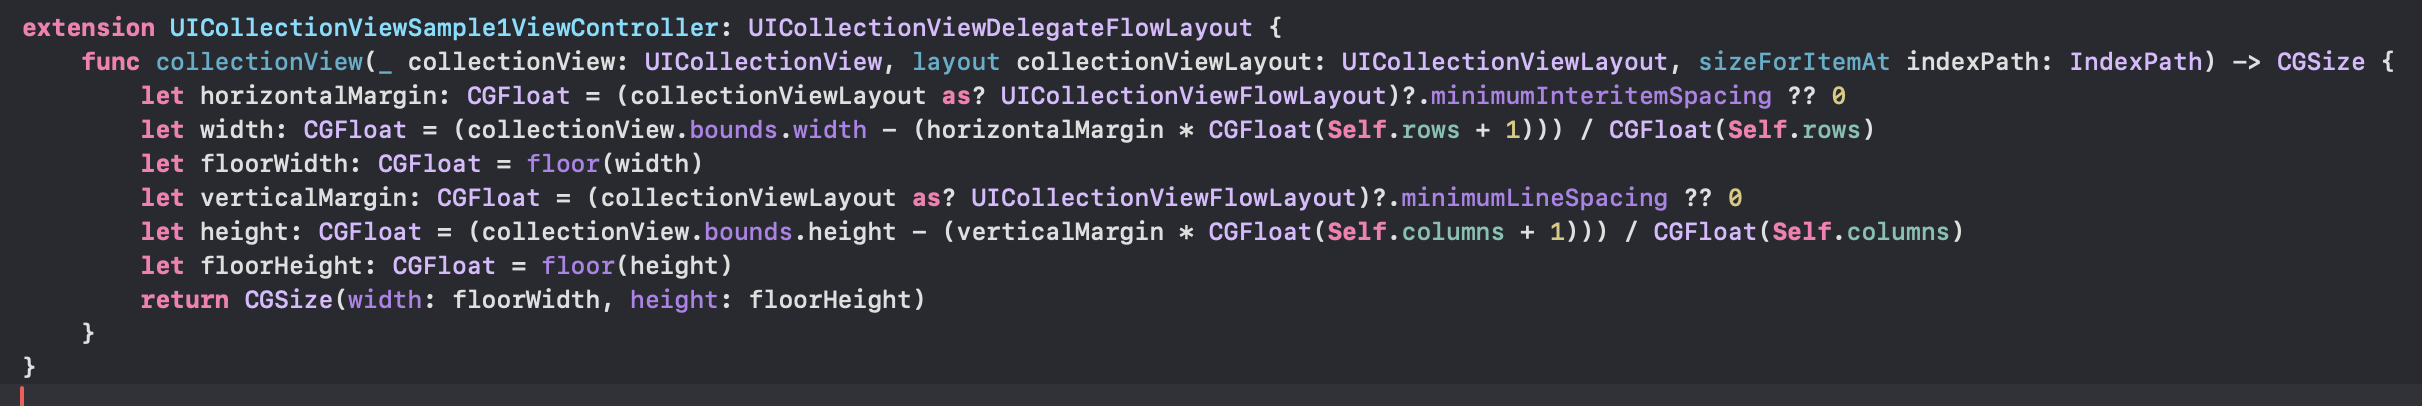 extension UICollectionViewSample1ViewController: UICollectionViewDelegateFlowLayout {
    func collectionView(_ collectionView: UICollectionView, layout collectionViewLayout: UICollectionViewLayout, sizeForItemAt indexPath: IndexPath) -> CGSize {
        let horizontalMargin: CGFloat = (collectionViewLayout as? UICollectionViewFlowLayout)?.minimumInteritemSpacing ?? 0
        let width: CGFloat = (collectionView.bounds.width - (horizontalMargin * CGFloat(Self.rows + 1))) / CGFloat(Self.rows)
        let floorWidth: CGFloat = floor(width)
        let verticalMargin: CGFloat = (collectionViewLayout as? UICollectionViewFlowLayout)?.minimumLineSpacing ?? 0
        let height: CGFloat = (collectionView.bounds.height - (verticalMargin * CGFloat(Self.columns + 1))) / CGFloat(Self.columns)
        let floorHeight: CGFloat = floor(height)
        return CGSize(width: floorWidth, height: floorHeight)
    }
}